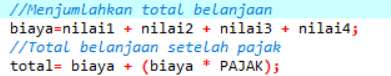 //Menjumlahkan total belanjaan
biaya=nilai1 + nilai2 + nilai3 + nilai4;
//Total belanjaan setelah pajak
total= biaya + (biaya * PAJAK);